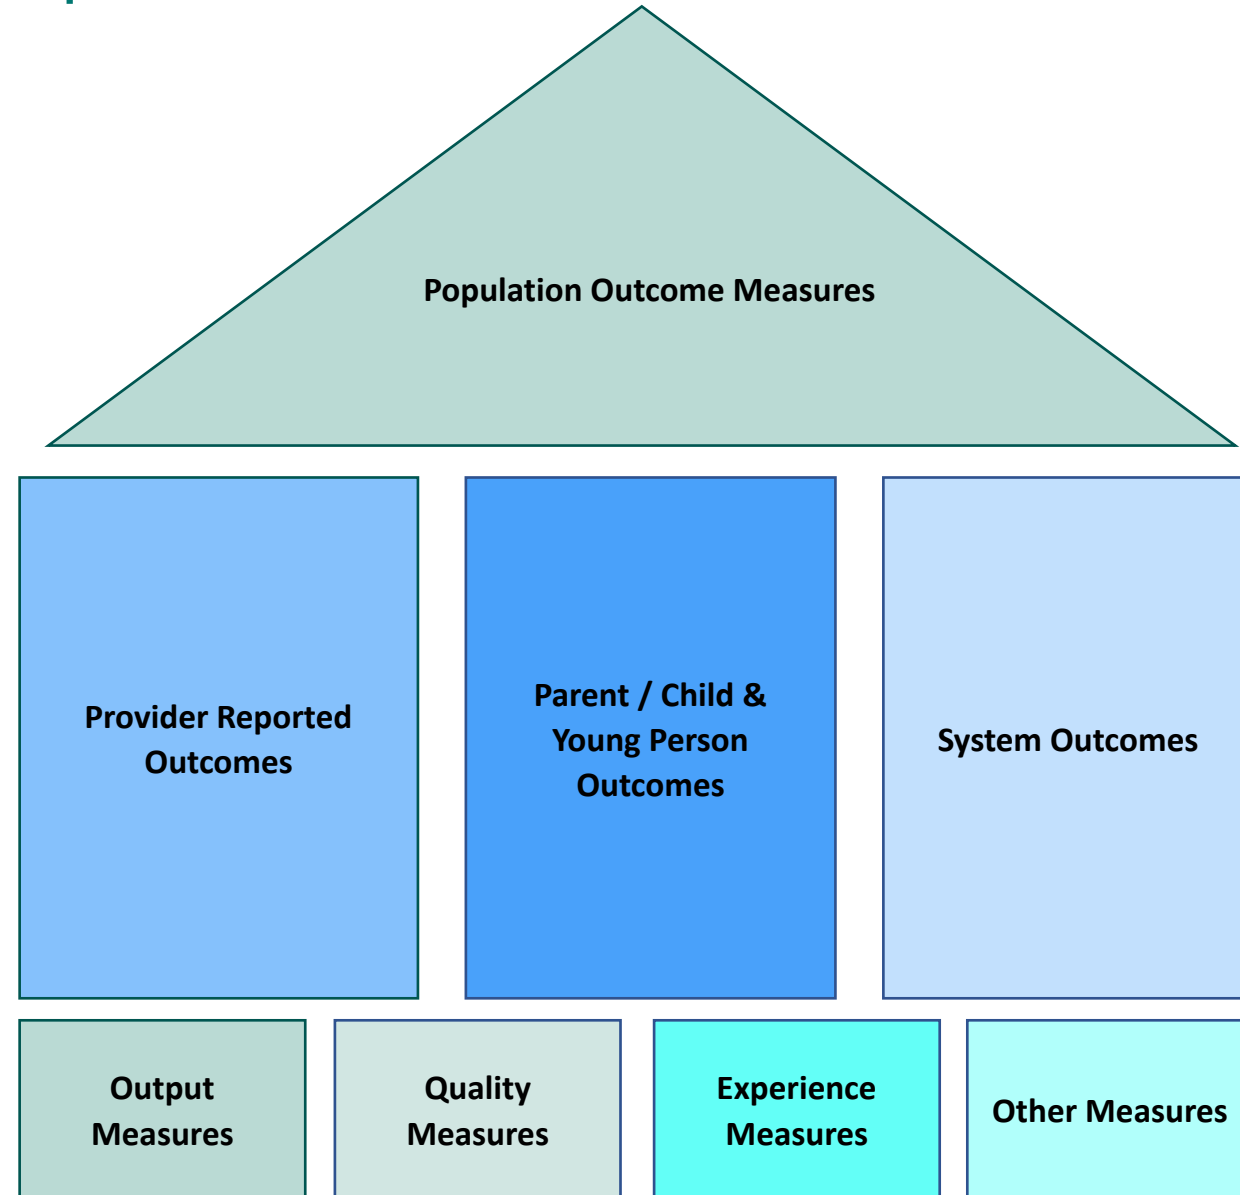 Population Outcome Measures
Provider Reported
Outcomes
Parent / Child &
Young Person
Outcomes
System Outcomes
Output
Measures
Quality
Measures
Experience
Measures
Other Measures